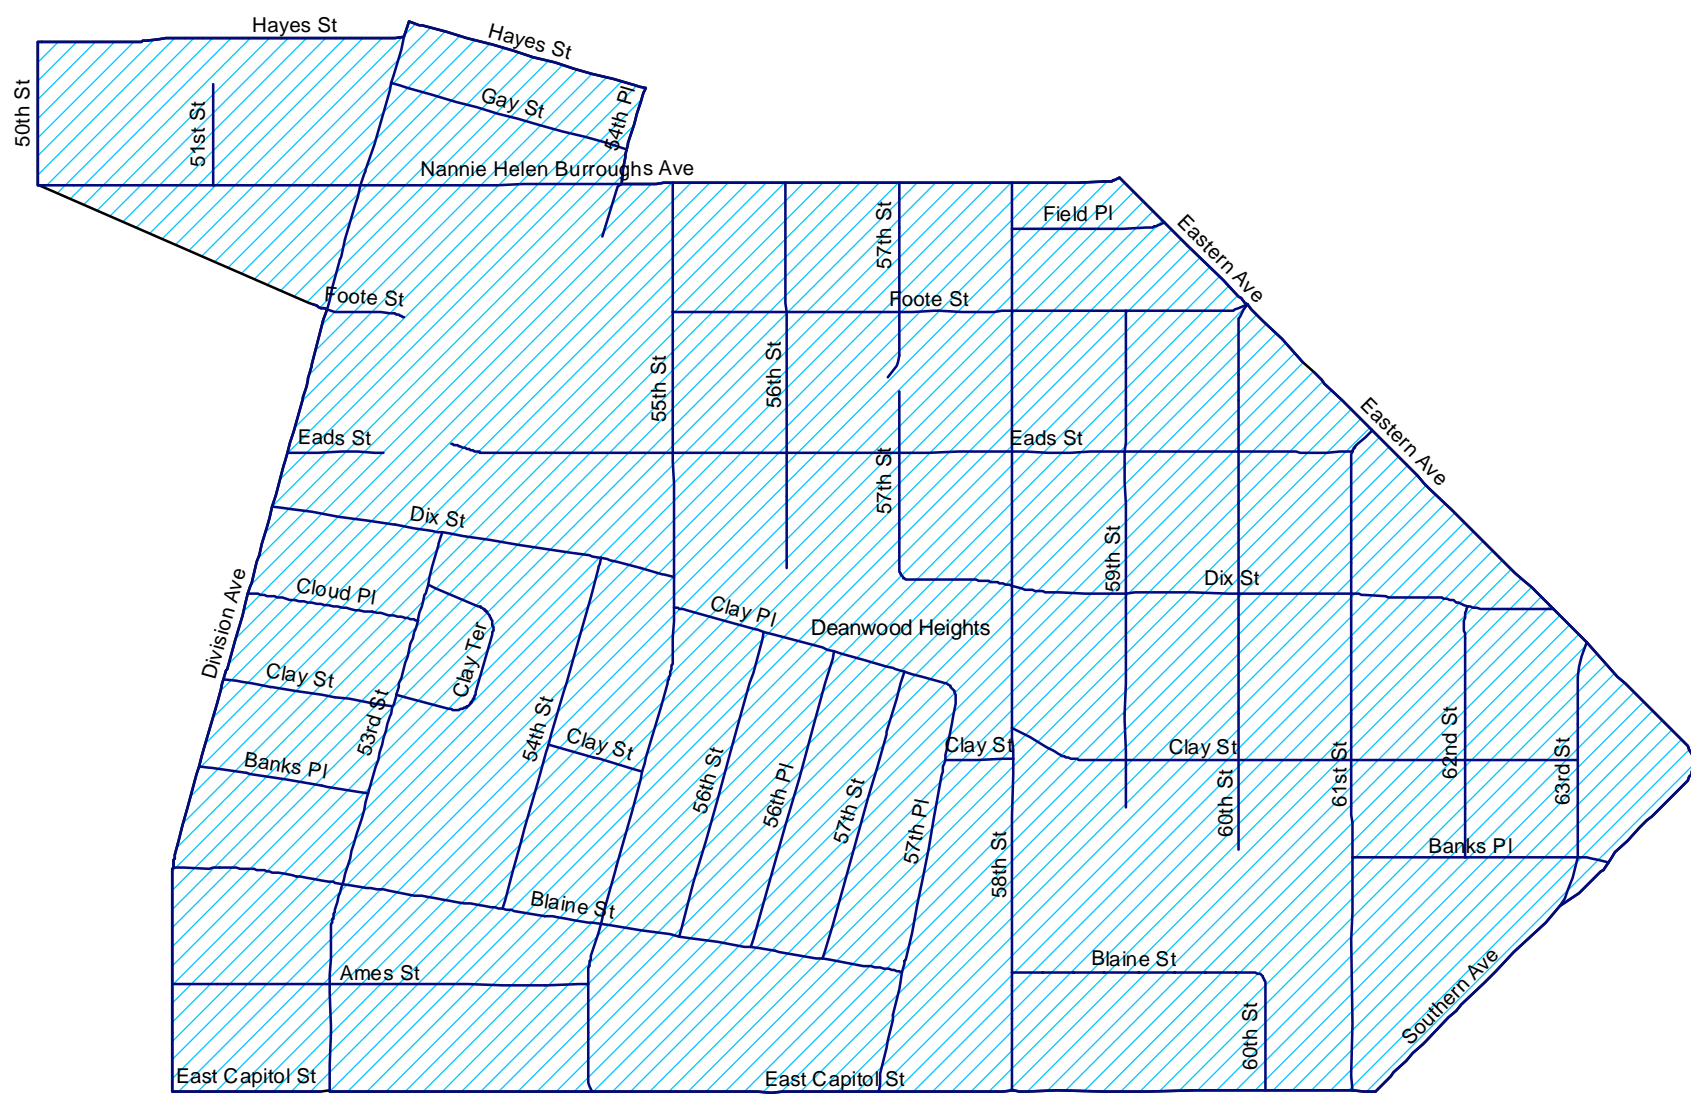 Hayes St
Hayes St
50th St
51st St
Gay St
54th Pl
Nannie Helen Burroughs Ave
Field Pl
57th St
Eastern Ave
Foote St
Foote St
55th St
56th St
Eads St
Eads St
Eastern Ave
57th St
Dix St
59th St
Dix St
Cloud Pl
Clay Pl
Deanwood Heights
Division Ave
Clay Ter
Clay St
53rd St
54th St
Clay St
Clay St
Clay St
62nd St
63rd St
61st St
60th St
Banks Pl
56th St
56th Pl
57th St
57th Pl
58th St
Banks Pl
Blaine St
Ames St
Blaine St
Southern Ave
60th St
East Capitol St
East Capitol St